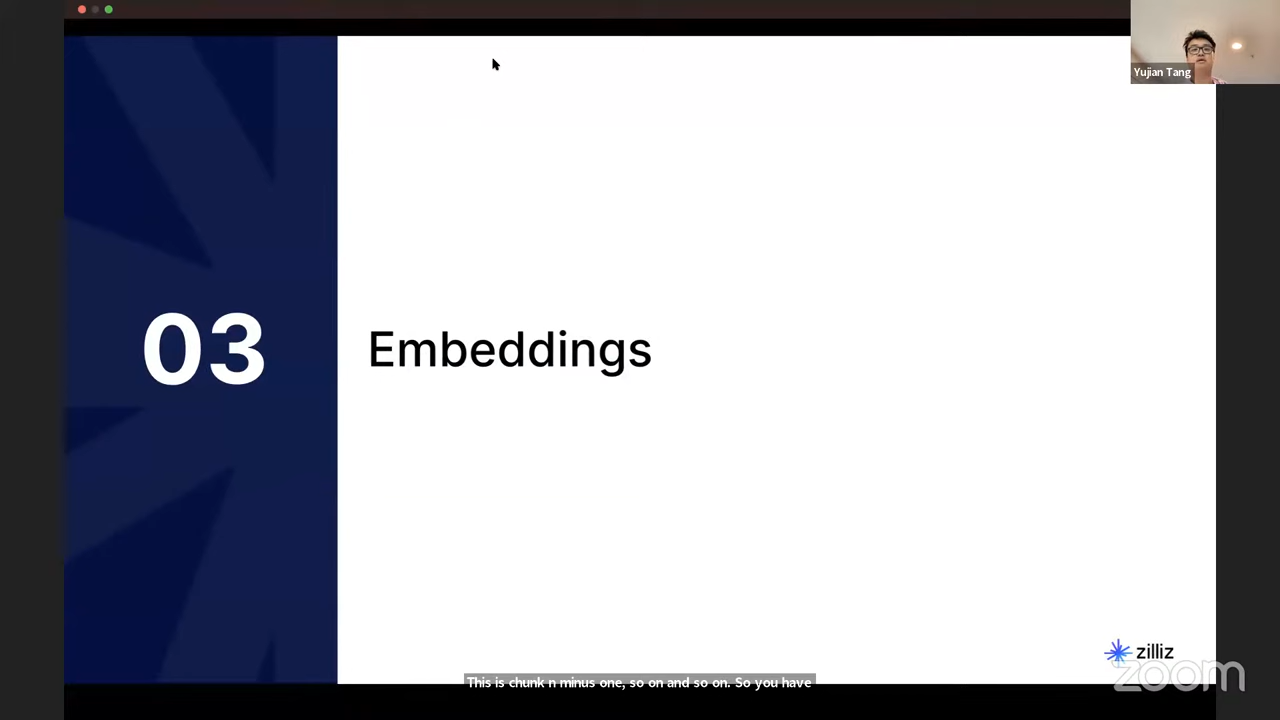 Yujian Tang
03
Embeddings
zilliz
zoom
This is chunk n minus one, so on and so on. So you have